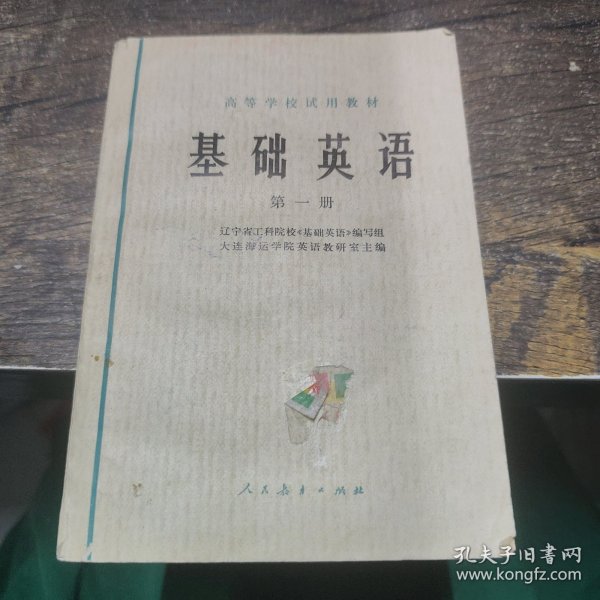 高等学校试用教材
基础英语
第一册
辽宁省工科院校《基础英语》编写组
大连海运学院英语教研室主编
人民教育出版社
孔夫子旧书网
www.kongfz.com